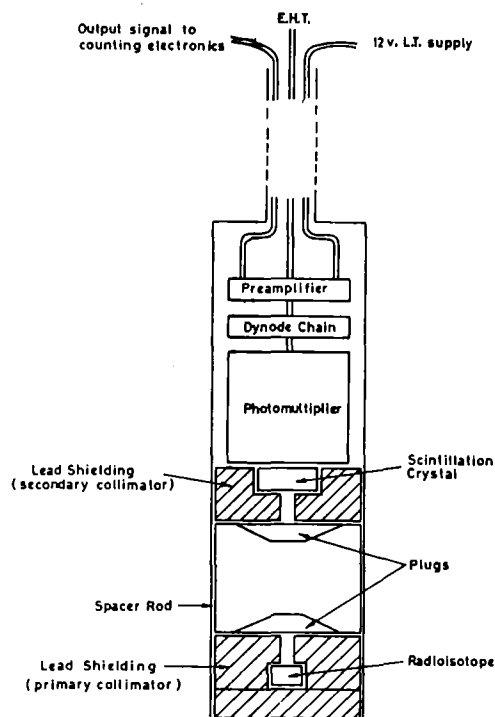 E.H.T.
Output signal to
counting electronics
12 v. L.T. supply
Preamplifier
Dynode Chain
Photomultiplier
Lead Shielding
(secondary collimator)
Scintillation
Crystal
Plugs
Spacer Rod
Lead Shielding
(primary collimator)
Radioisotope